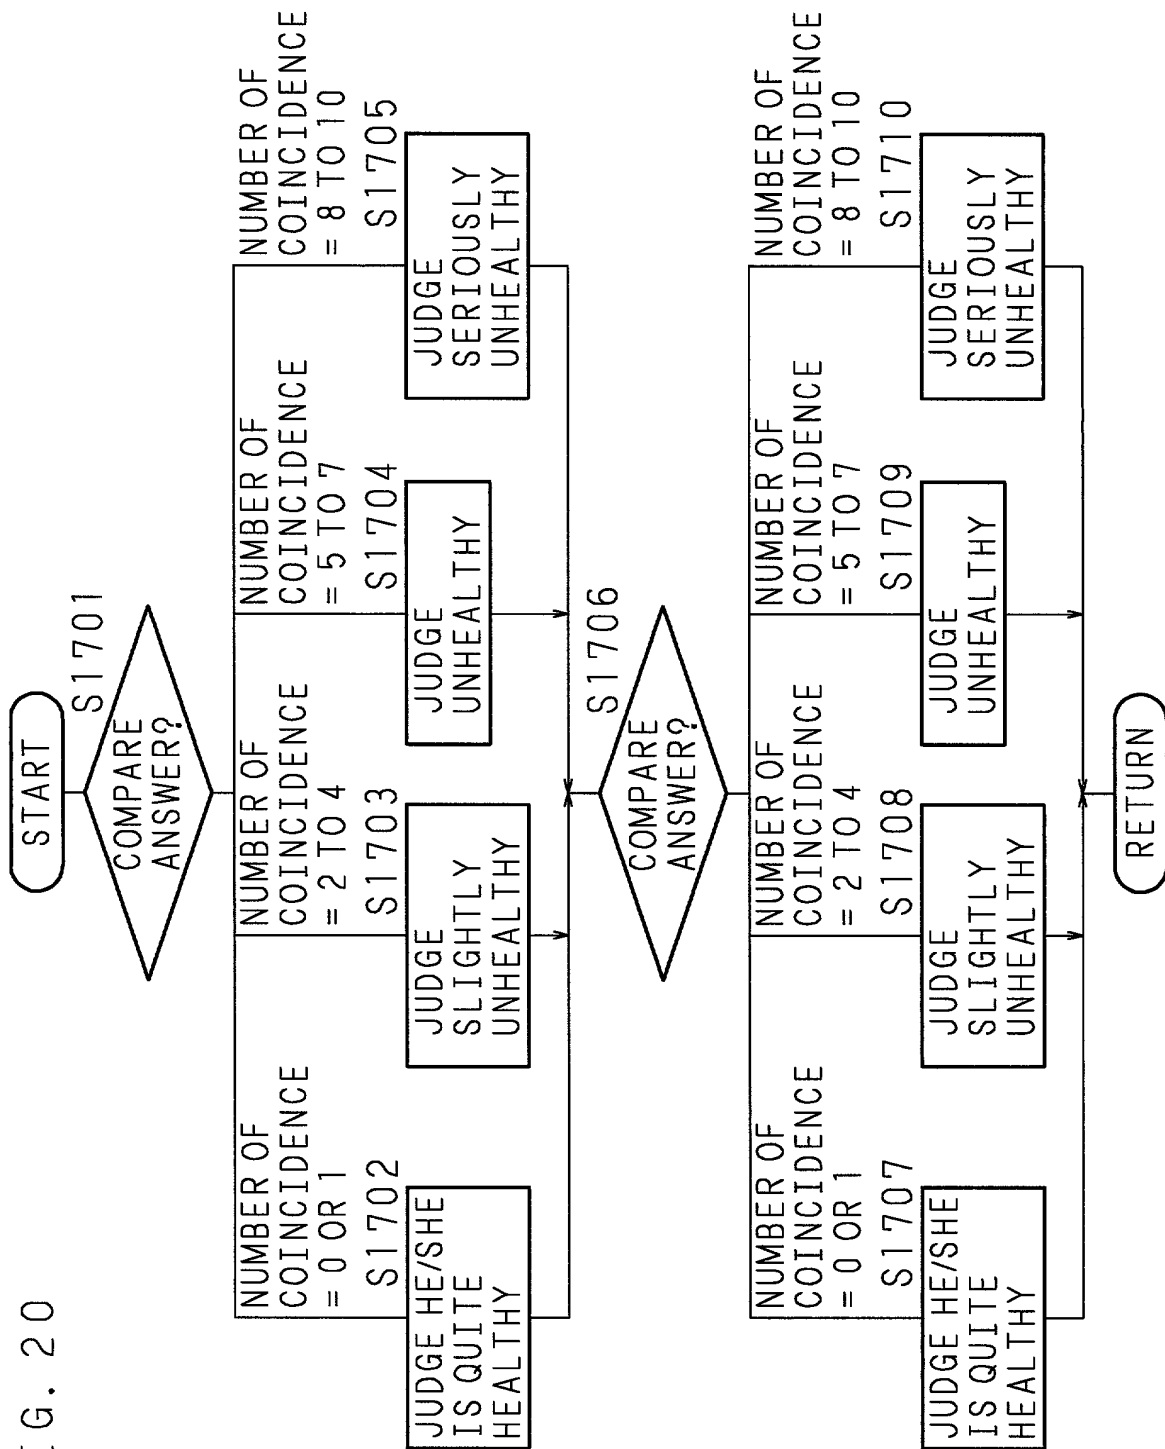 FIG. 20
START
S1701
COMPARE
ANSWER?
NUMBER OF
COINCIDENCE
= 0 OR 1
S1702
JUDGE HE/SHE
IS QUITE
HEALTHY
NUMBER OF
COINCIDENCE
= 2 TO 4
S1703
JUDGE
SLIGHTLY
UNHEALTHY
NUMBER OF
COINCIDENCE
= 5 TO 7
S1704
JUDGE
UNHEALTHY
NUMBER OF
COINCIDENCE
= 8 TO 10
S1705
JUDGE
SERIOUSLY
UNHEALTHY
S1706
COMPARE
ANSWER?
NUMBER OF
COINCIDENCE
= 0 OR 1
S1707
JUDGE HE/SHE
IS QUITE
HEALTHY
NUMBER OF
COINCIDENCE
= 2 TO 4
S1708
JUDGE
SLIGHTLY
UNHEALTHY
NUMBER OF
COINCIDENCE
= 5 TO 7
S1709
JUDGE
UNHEALTHY
NUMBER OF
COINCIDENCE
= 8 TO 10
S1710
JUDGE
SERIOUSLY
UNHEALTHY
RETURN